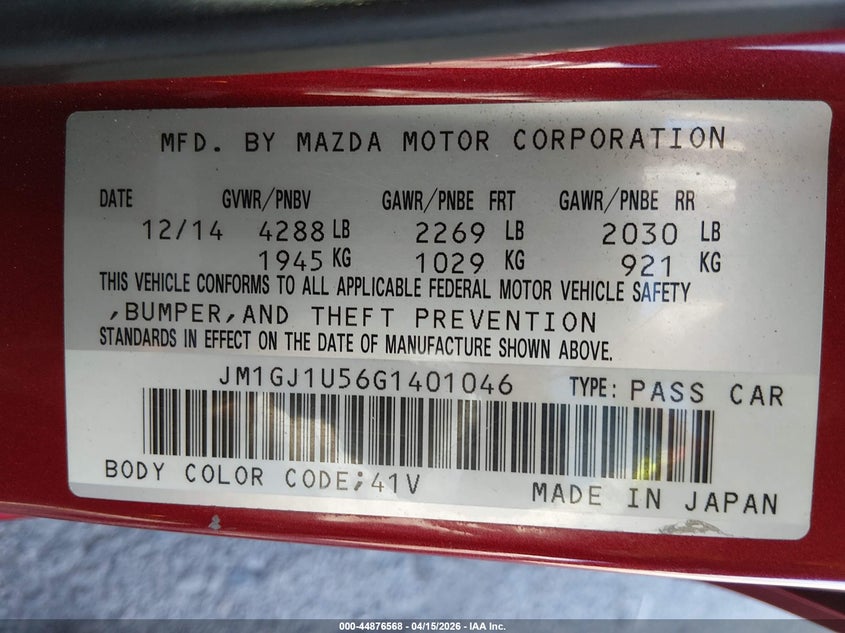 MFD. BY MAZDA MOTOR CORPORATION
DATE GVWR/PNBV GAWR/PNBE FRT GAWR/PNBE RR
12/14 4288 LB 2269 LB 2030 LB
1945 KG 1029 KG 921 KG
THIS VEHICLE CONFORMS TO ALL APPLICABLE FEDERAL MOTOR VEHICLE SAFETY
,BUMPER,AND THEFT PREVENTION
STANDARDS IN EFFECT ON THE DATE OF MANUFACTURE SHOWN ABOVE.
JM1GJ1U56G1401046 TYPE: PASS CAR
BODY COLOR CODE;41V MADE IN JAPAN
000-44876568 - 04/15/2026 - IAA Inc.